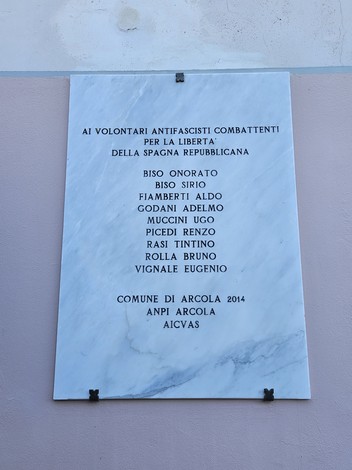 AI VOLONTARI ANTIFASCISTI COMBATTENTI
PER LA LIBERTA'
DELLA SPAGNA REPUBBLICANA
BISO ONORATO
BISO SIRIO
FIAMBERTI ALDO
GODANI ADELMO
MUCCINI UGO
PICEDI RENZO
RASI TINTINO
ROLLA BRUNO
VIGNALE EUGENIO
COMUNE DI ARCOLA 2014
ANPI ARCOLA
AICVAS